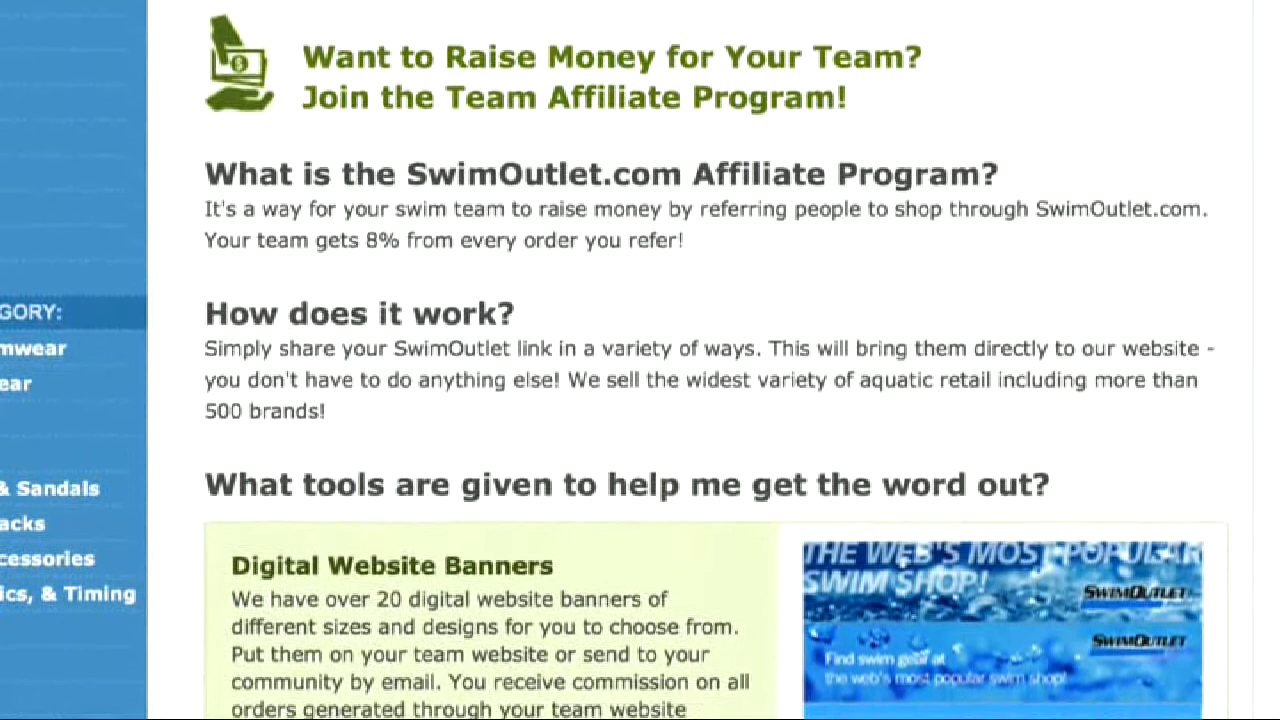 Want to Raise Money for Your Team?
Join the Team Affiliate Program!
What is the SwimOutlet.com Affiliate Program?
It's a way for your swim team to raise money by referring people to shop through SwimOutlet.com.
Your team gets 8% from every order you refer!
How does it work?
Simply share your SwimOutlet link in a variety of ways. This will bring them directly to our website -
you don't have to do anything else! We sell the widest variety of aquatic retail including more than
500 brands!
GORY:
mwear
ear
& Sandals
acks
cessories
ics, & Timing
What tools are given to help me get the word out?
Digital Website Banners
We have over 20 digital website banners of
different sizes and designs for you to choose from.
Put them on your team website or send to your
community by email. You receive commission on all
orders generated through your team website
THE WEB'S MOST POPULAR
SWIM SHOP!
SWIMOUTLET
SWIMOUTLET
Find swim gear at
the web's most popular swim shop!